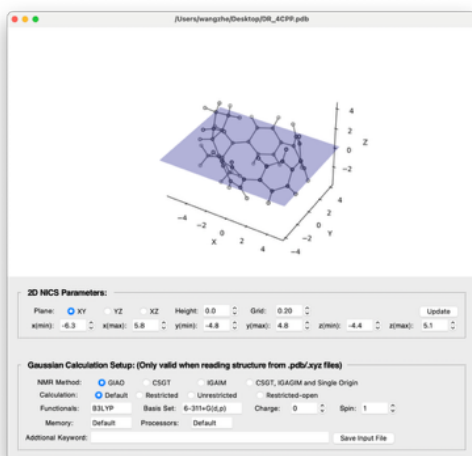 /Users/wangzhe/Desktop/DR_4CPP.pdb
4
2
0
-2
-4
Z
-4
-2
0
2
4
X
-4
-2
0
2
4
Y
2D NICS Parameters:
Plane: XY YZ XZ Height: 0.0 Grid: 0.20 Update
x(min): -6.3 x(max): 5.8 y(min): -4.8 y(max): 4.8 z(min): -4.4 z(max): 5.1
Gaussian Calculation Setup: (Only valid when reading structure from .pdb/.xyz files)
NMR Method: GIAO CSGT IGAIM CSGT, IGAGIM and Single Origin
Calculation: Default Restricted Unrestricted Restricted-open
Functionals: B3LYP Basis Set: 6-311+G(d,p) Charge: 0 Spin: 1
Memory: Default Processors: Default
Addtional Keyword: Save Input File